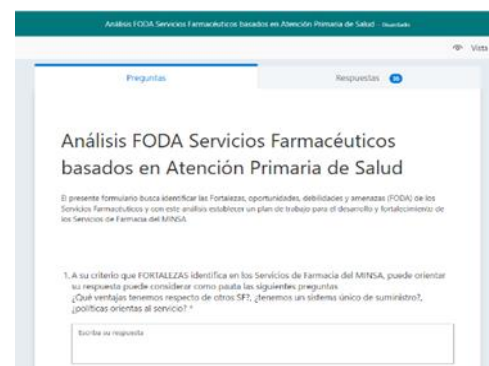 Análisis FODA Servicios Farmacéuticos basados en Atención Primaria de Salud - Guardado
Vista
Preguntas
Respuestas
Análisis FODA Servicios Farmacéuticos
basados en Atención Primaria de Salud
El presente formulario busca identificar las Fortalezas, oportunidades, debilidades y amenazas (FODA) de los
Servicios Farmacéuticos y con este análisis establecer un plan de trabajo para el desarrollo y fortalecimiento de
los Servicios de Farmacia del MINSA
1. A su criterio que FORTALEZAS identifica en los Servicios de Farmacia del MINSA, puede orientar
su respuesta puede considerar como pauta las siguientes preguntas
¿Qué ventajas tenemos respecto de otros SF?, ¿tenemos un sistema único de suministro?,
¿políticas orientas al servicio? *
Escriba su respuesta